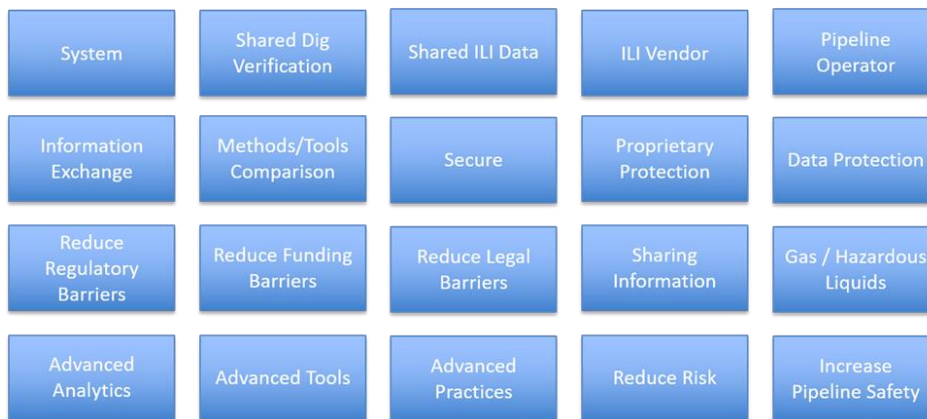 System
Shared Dig
Verification
Shared ILI Data
ILI Vendor
Pipeline
Operator
Information
Exchange
Methods/Tools
Comparison
Secure
Proprietary
Protection
Data Protection
Reduce
Regulatory
Barriers
Reduce Funding
Barriers
Reduce Legal
Barriers
Sharing
Information
Gas / Hazardous
Liquids
Advanced
Analytics
Advanced Tools
Advanced
Practices
Reduce Risk
Increase
Pipeline Safety